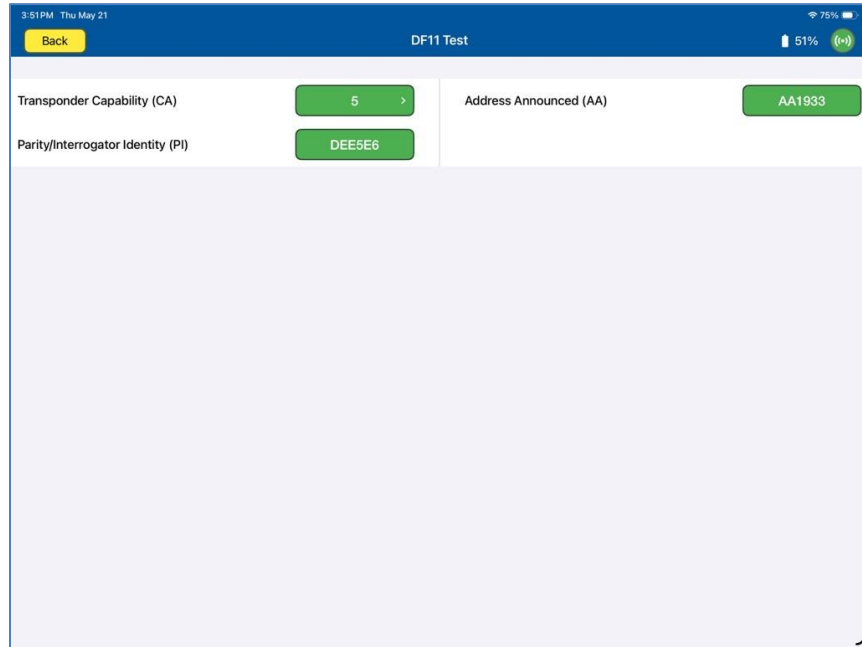 3:51PM Thu May 21 75%
Back DF11 Test 51%
Transponder Capability (CA) 5 > Address Announced (AA) AA1933
Parity/Interrogator Identity (PI) DEE5E6